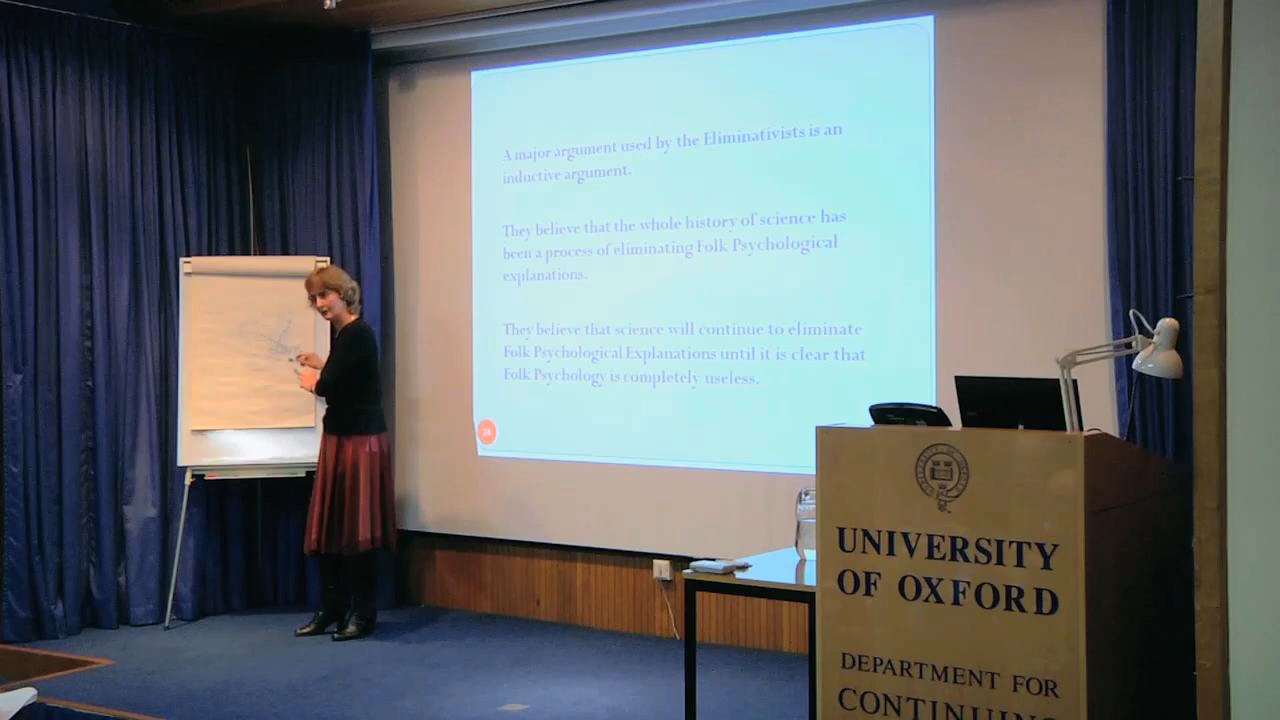 A major argument used by the Eliminativists is an
inductive argument.
They believe that the whole history of science has
been a process of eliminating Folk Psychological
explanations.
They believe that science will continue to eliminate
Folk Psychological Explanations until it is clear that
Folk Psychology is completely useless.
24
UNIVERSITY
OF OXFORD
DEPARTMENT FOR
CONTINUING